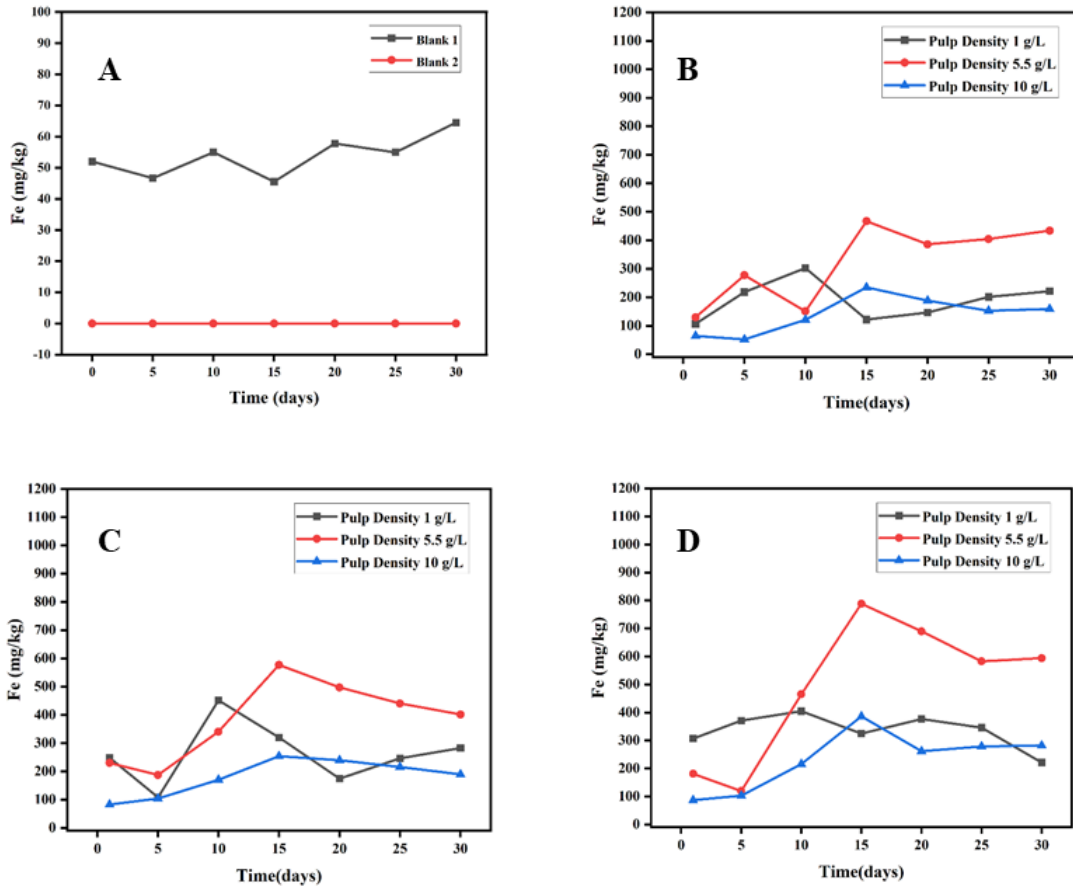 A
Blank 1
Blank 2
100
90
80
70
60
50
40
30
20
10
0
-10
Fe (mg/kg)
0 5 10 15 20 25 30
Time (days)
B
Pulp Density 1 g/L
Pulp Density 5.5 g/L
Pulp Density 10 g/L
1200
1100
1000
900
800
700
600
500
400
300
200
100
0
Fe (mg/kg)
0 5 10 15 20 25 30
Time(days)
C
Pulp Density 1 g/L
Pulp Density 5.5 g/L
Pulp Density 10 g/L
1200
1100
1000
900
800
700
600
500
400
300
200
100
0
Fe (mg/kg)
0 5 10 15 20 25 30
Time(days)
D
Pulp Density 1 g/L
Pulp Density 5.5 g/L
Pulp Density 10 g/L
1200
1100
1000
900
800
700
600
500
400
300
200
100
0
Fe (mg/kg)
0 5 10 15 20 25 30
Time(days)